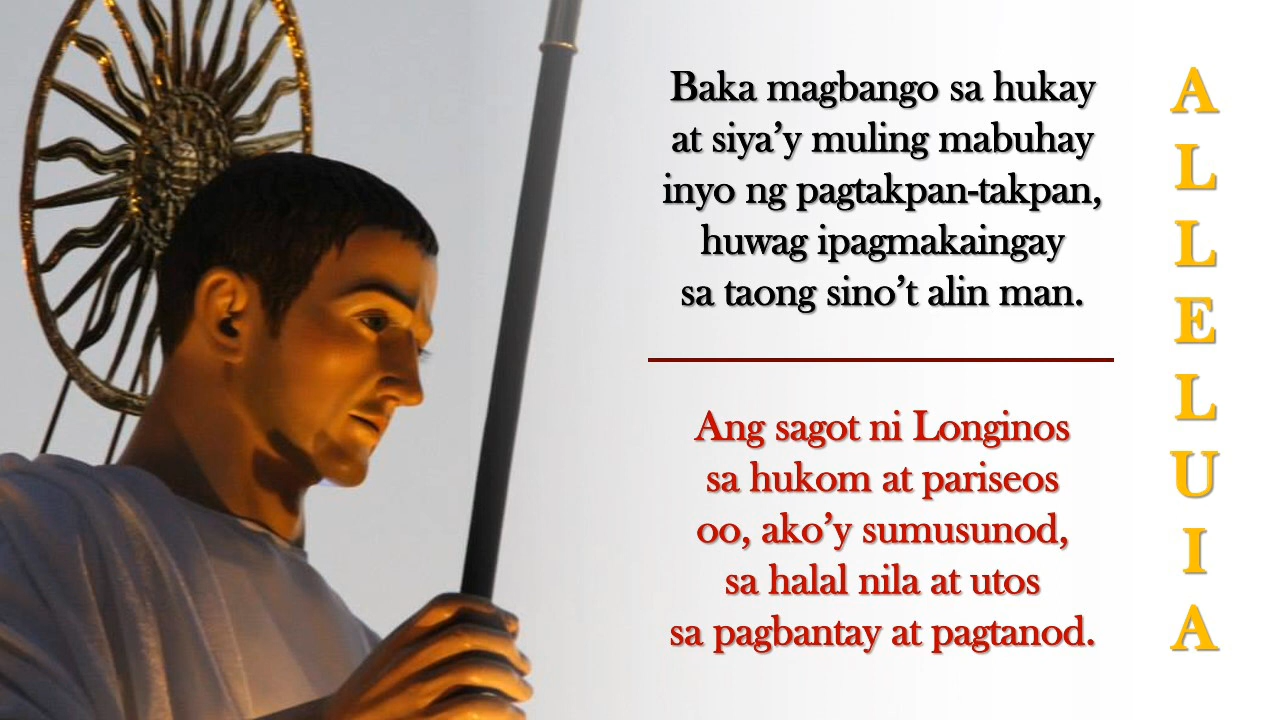 Baka magbango sa hukay
at siya’y muling mabuhay
inyo ng pagtakpan-takpan,
huwag ipagmakaingay
sa taong sino’t alin man.
Ang sagot ni Longinos
sa hukom at pariseos
oo, ako’y sumusunod,
sa halal nila at utos
sa pagbantay at pagtanod.
A
L
L
E
L
U
I
A